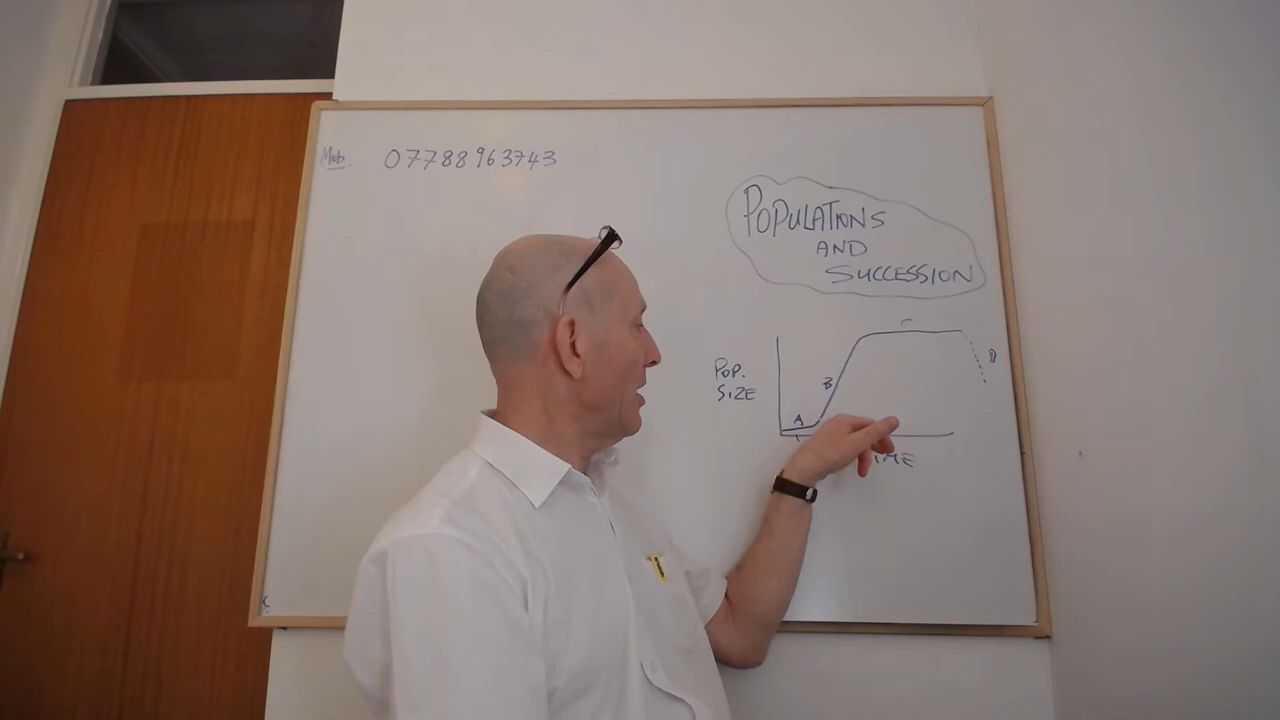 Mob. 07788963743
POPULATIONS
AND
SUCCESSION
C
POP.
SIZE
B
D
A